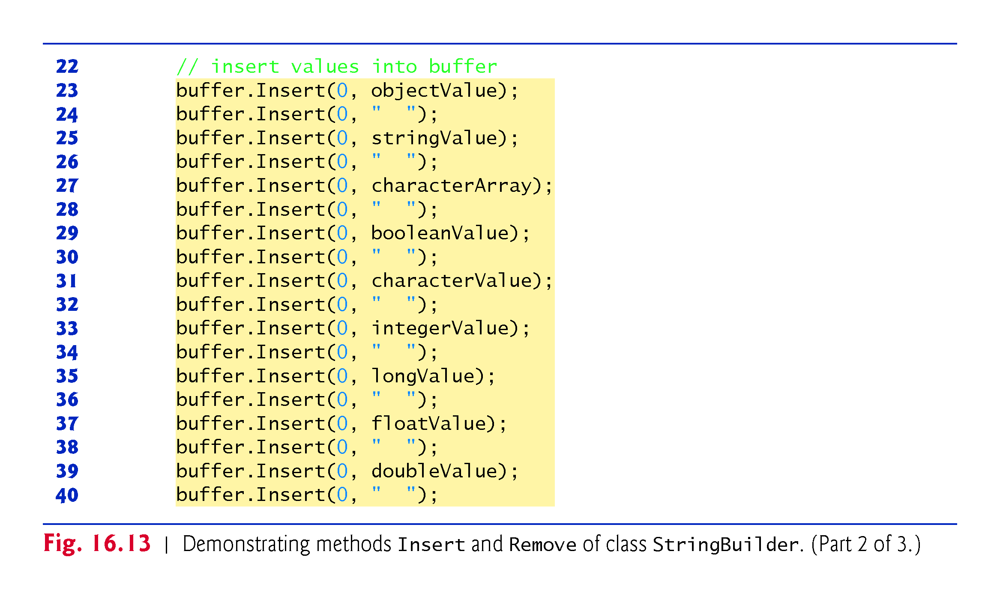 22 // insert values into buffer
23 buffer.Insert(0, objectValue);
24 buffer.Insert(0, "  ");
25 buffer.Insert(0, stringValue);
26 buffer.Insert(0, "  ");
27 buffer.Insert(0, characterArray);
28 buffer.Insert(0, "  ");
29 buffer.Insert(0, booleanValue);
30 buffer.Insert(0, "  ");
31 buffer.Insert(0, characterValue);
32 buffer.Insert(0, "  ");
33 buffer.Insert(0, integerValue);
34 buffer.Insert(0, "  ");
35 buffer.Insert(0, longValue);
36 buffer.Insert(0, "  ");
37 buffer.Insert(0, floatValue);
38 buffer.Insert(0, "  ");
39 buffer.Insert(0, doubleValue);
40 buffer.Insert(0, "  ");
Fig. 16.13 | Demonstrating methods Insert and Remove of class StringBuilder. (Part 2 of 3.)